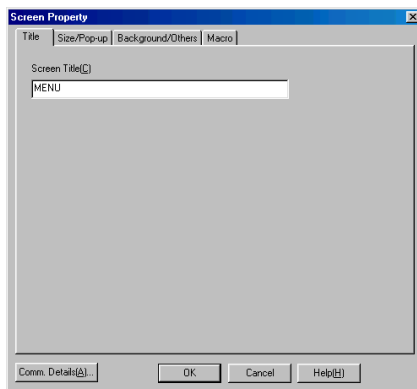 Screen Property
Title Size/Pop-up Background/Others Macro
Screen Title(C)
MENU
Comm. Details(A)... OK Cancel Help(H)